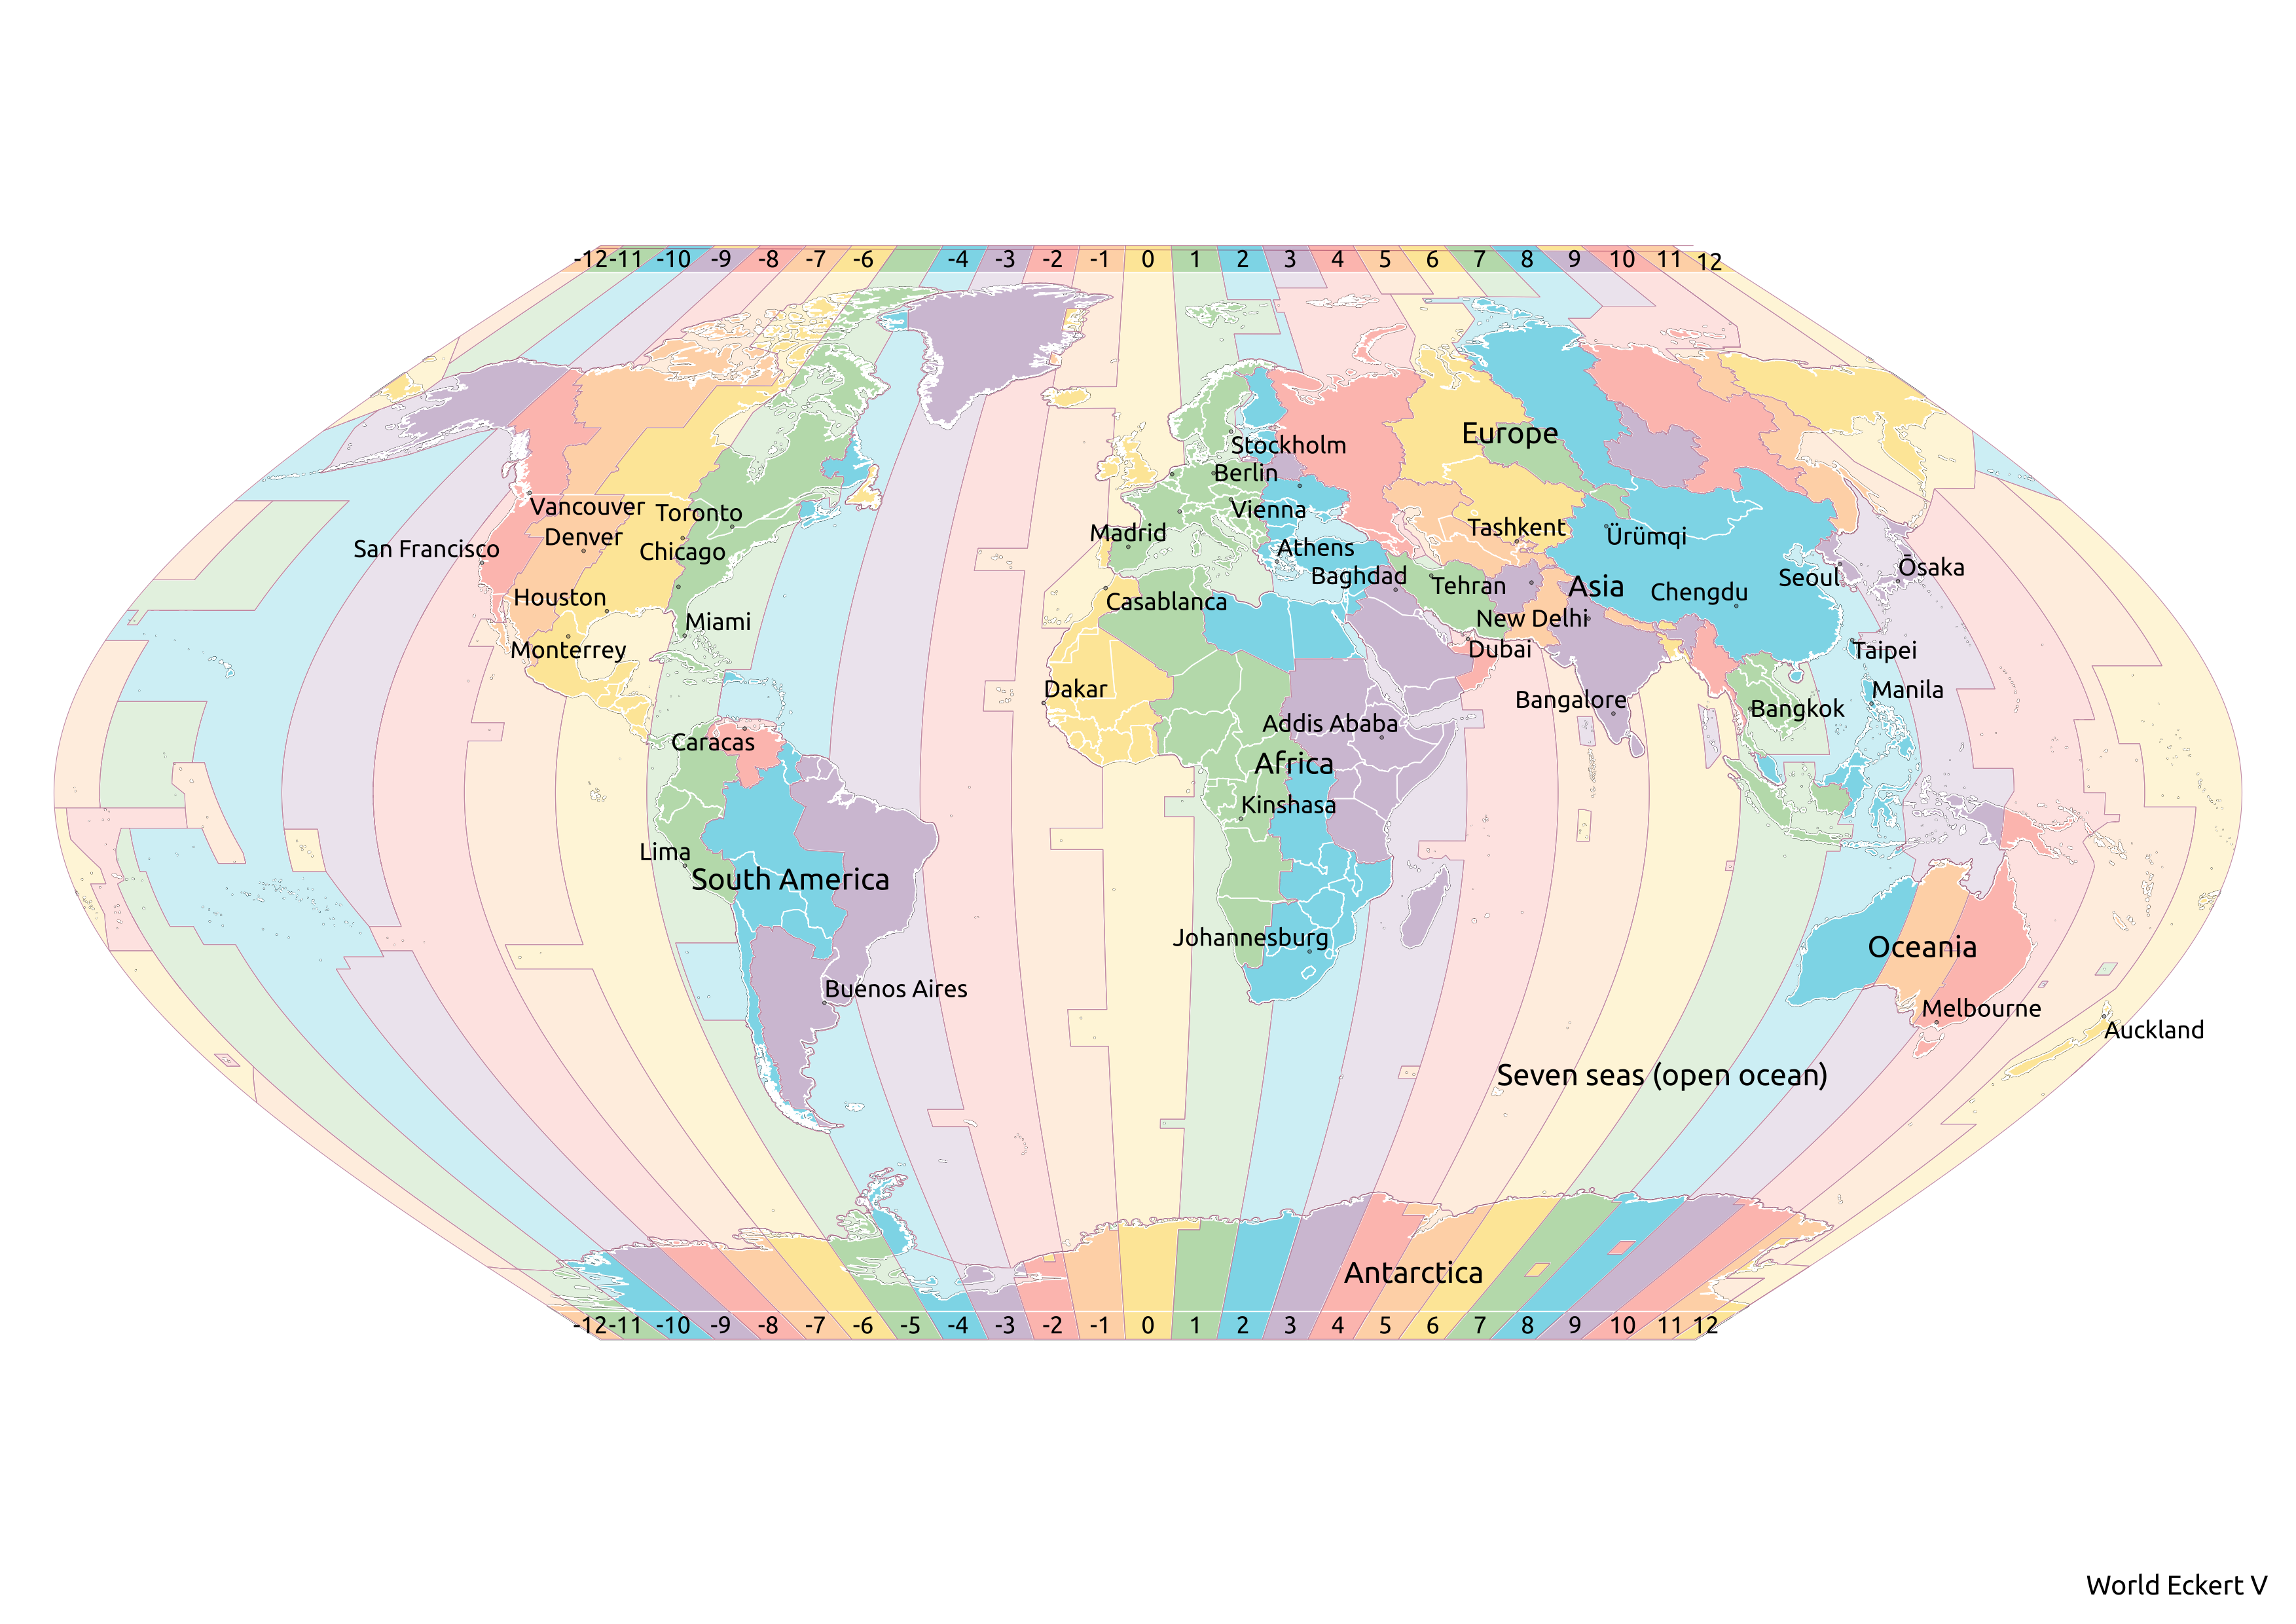 -12 -11 -10 -9 -8 -7 -6 -4 -3 -2 -1 0 1 2 3 4 5 6 7 8 9 10 11 12
Europe
Stockholm
Berlin
Vancouver
Toronto
Vienna
Madrid
Tashkent
Ürümqi
Denver
San Francisco
Chicago
Athens
Ōsaka
Baghdad
Tehran
Asia
Seoul
Chengdu
Houston
Casablanca
Miami
New Delhi
Monterrey
Dubai
Taipei
Dakar
Manila
Bangalore
Bangkok
Addis Ababa
Caracas
Africa
Kinshasa
Lima
South America
Johannesburg
Oceania
Buenos Aires
Melbourne
Auckland
Seven seas (open ocean)
Antarctica
-12 -11 -10 -9 -8 -7 -6 -5 -4 -3 -2 -1 0 1 2 3 4 5 6 7 8 9 10 11 12
World Eckert V